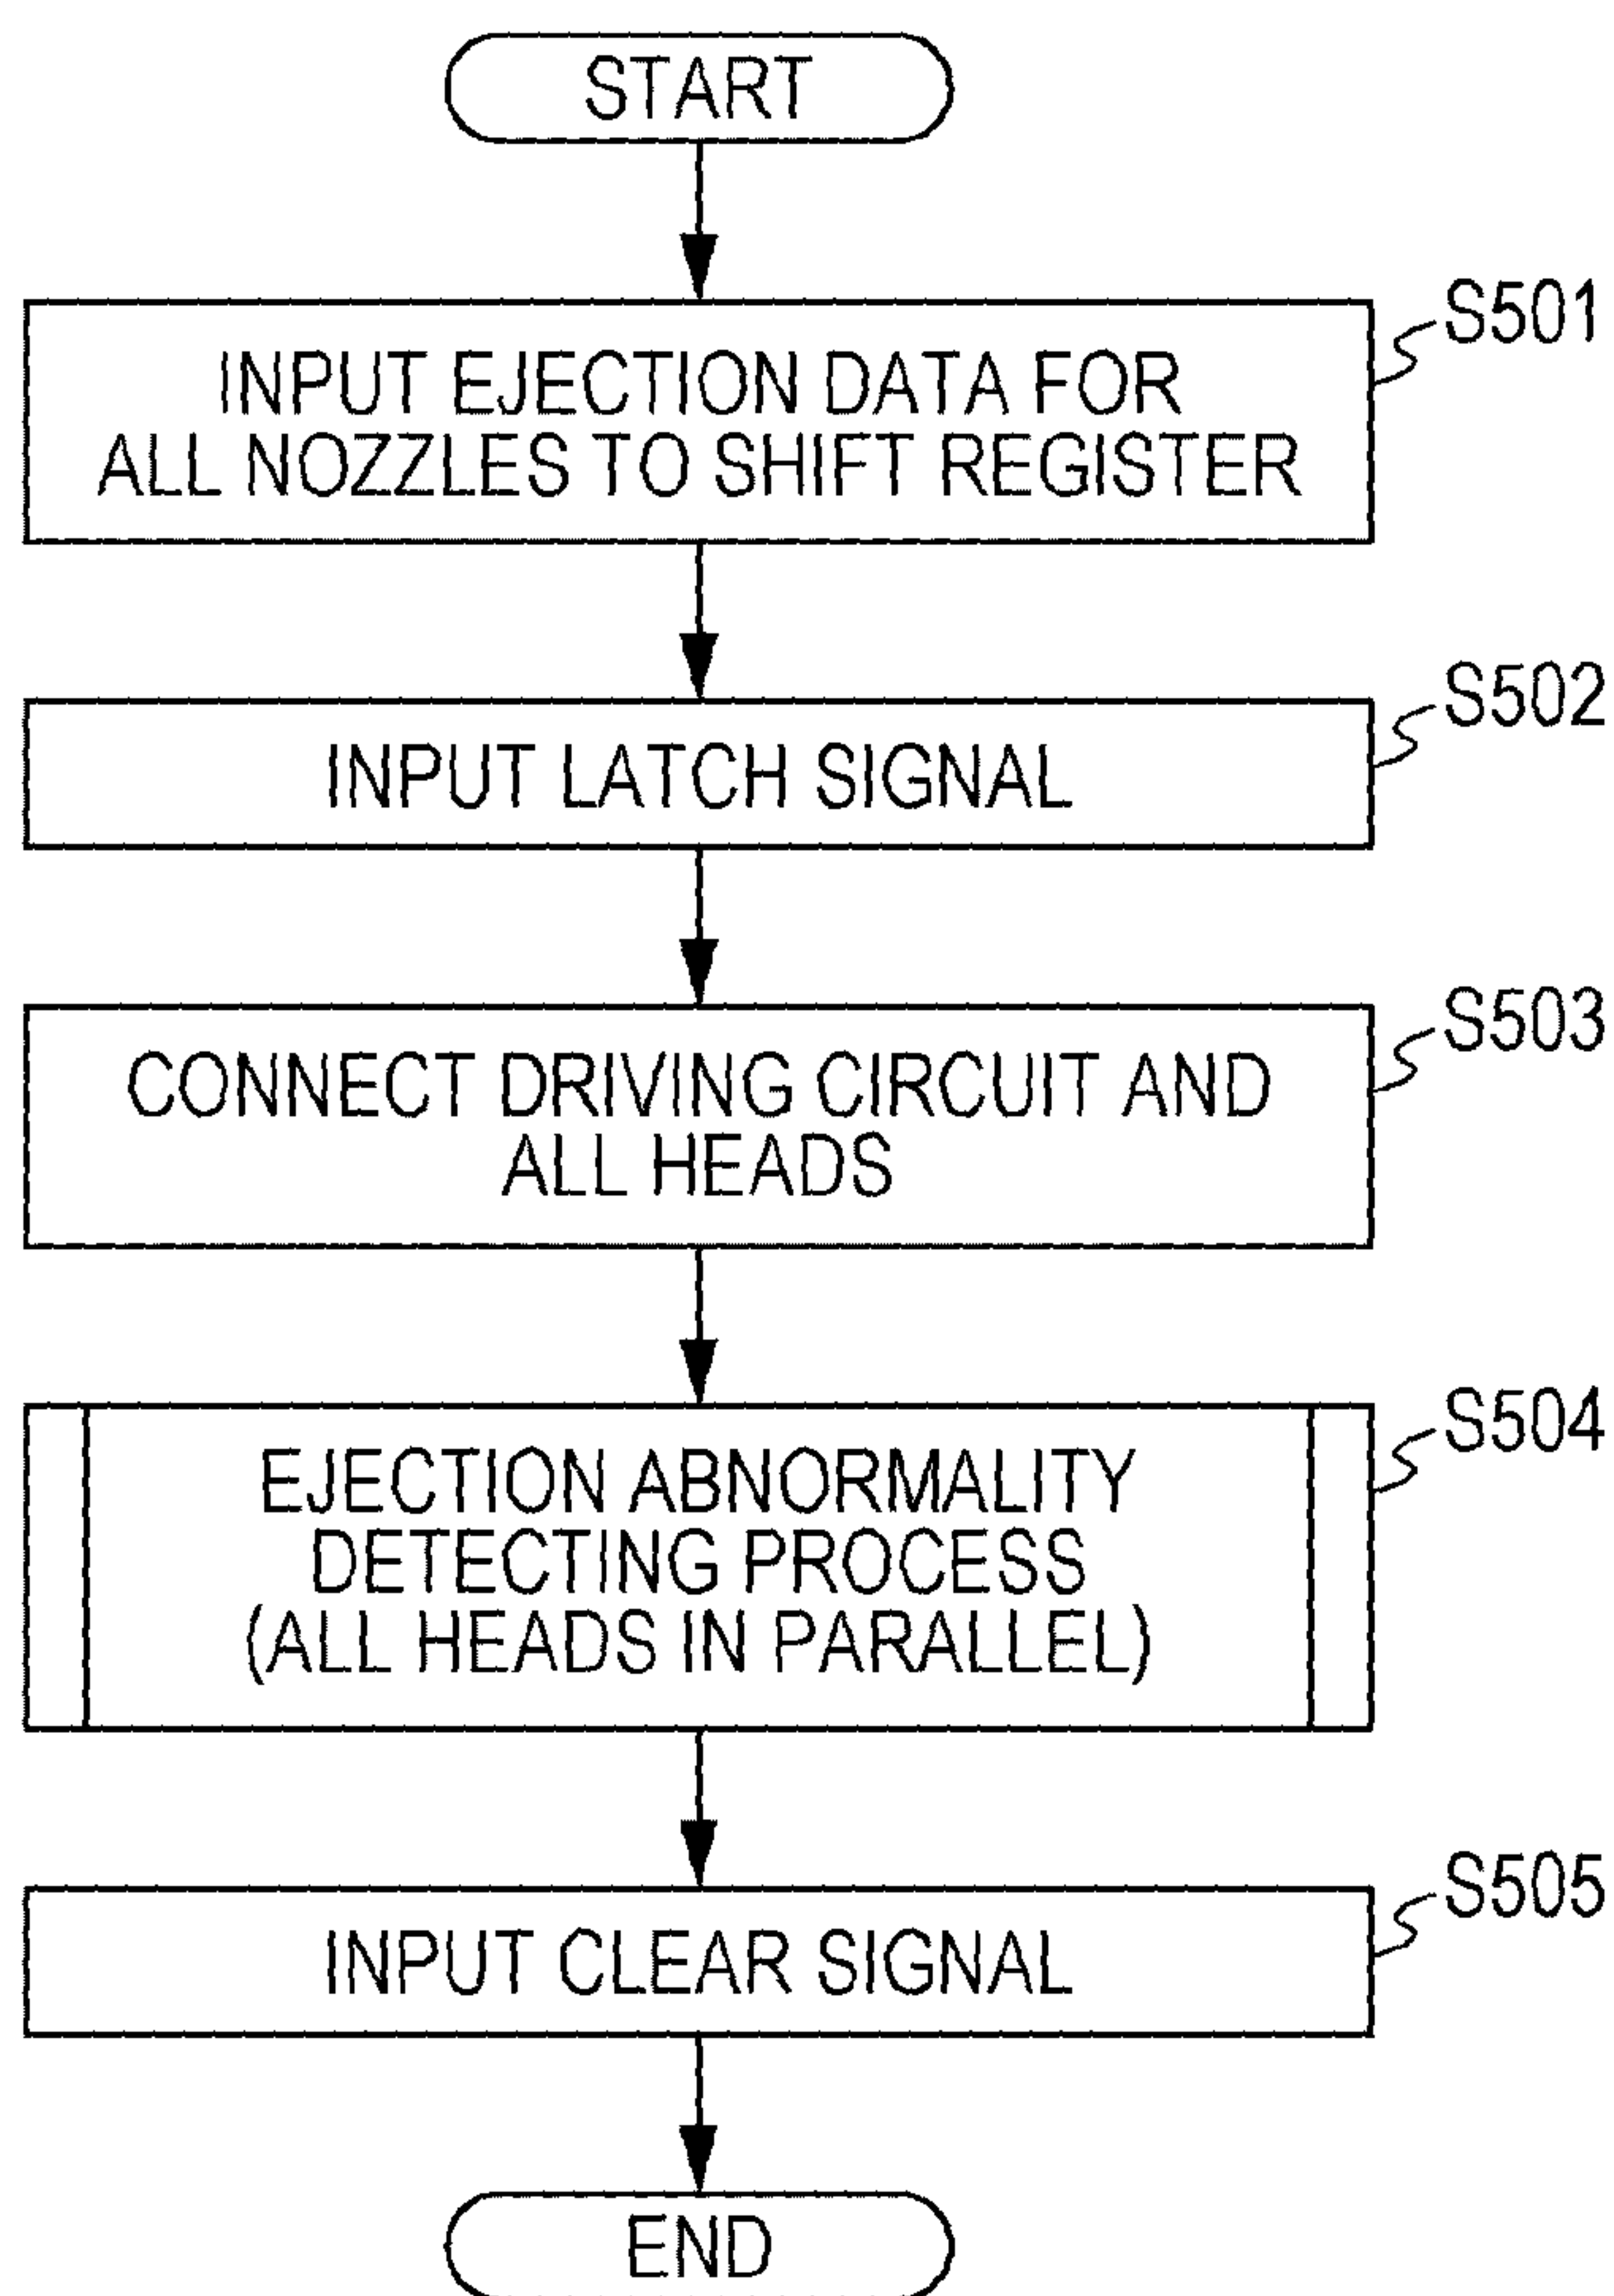 START
S501
INPUT EJECTION DATA FOR
ALL NOZZLES TO SHIFT REGISTER
S502
INPUT LATCH SIGNAL
S503
CONNECT DRIVING CIRCUIT AND
ALL HEADS
S504
EJECTION ABNORMALITY
DETECTING PROCESS
(ALL HEADS IN PARALLEL)
S505
INPUT CLEAR SIGNAL
END